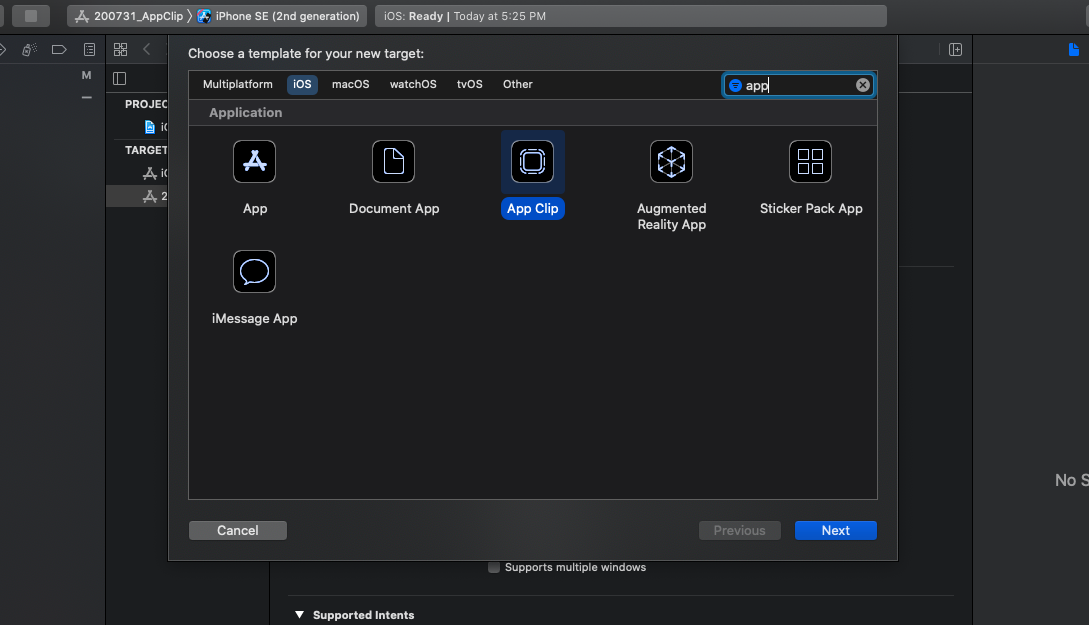 200731_AppClip 〉 iPhone SE (2nd generation)
iOS: Ready | Today at 5:25 PM
Choose a template for your new target:
M
Multiplatform iOS macOS watchOS tvOS Other
app
PROJEC
Application
TARGET
2
App
Document App
App Clip
Augmented
Reality App
Sticker Pack App
iMessage App
No S
Cancel
Previous
Next
Supports multiple windows
Supported Intents